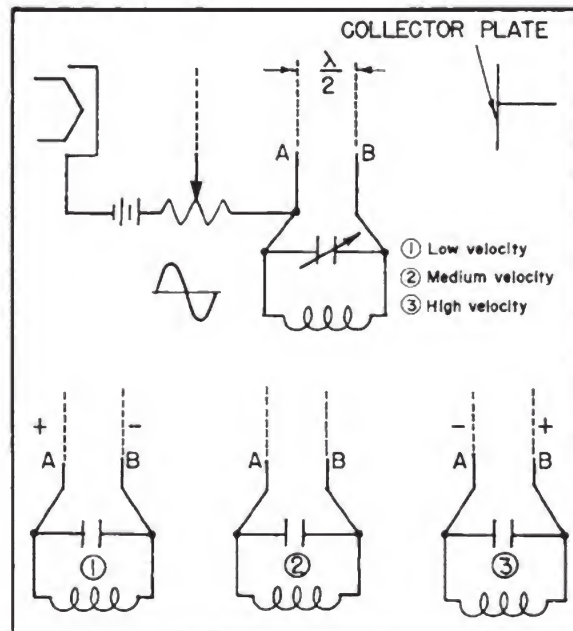 COLLECTOR PLATE
λ/2
A B
① Low velocity
② Medium velocity
③ High velocity
+ - - +
A B A B A B
① ② ③